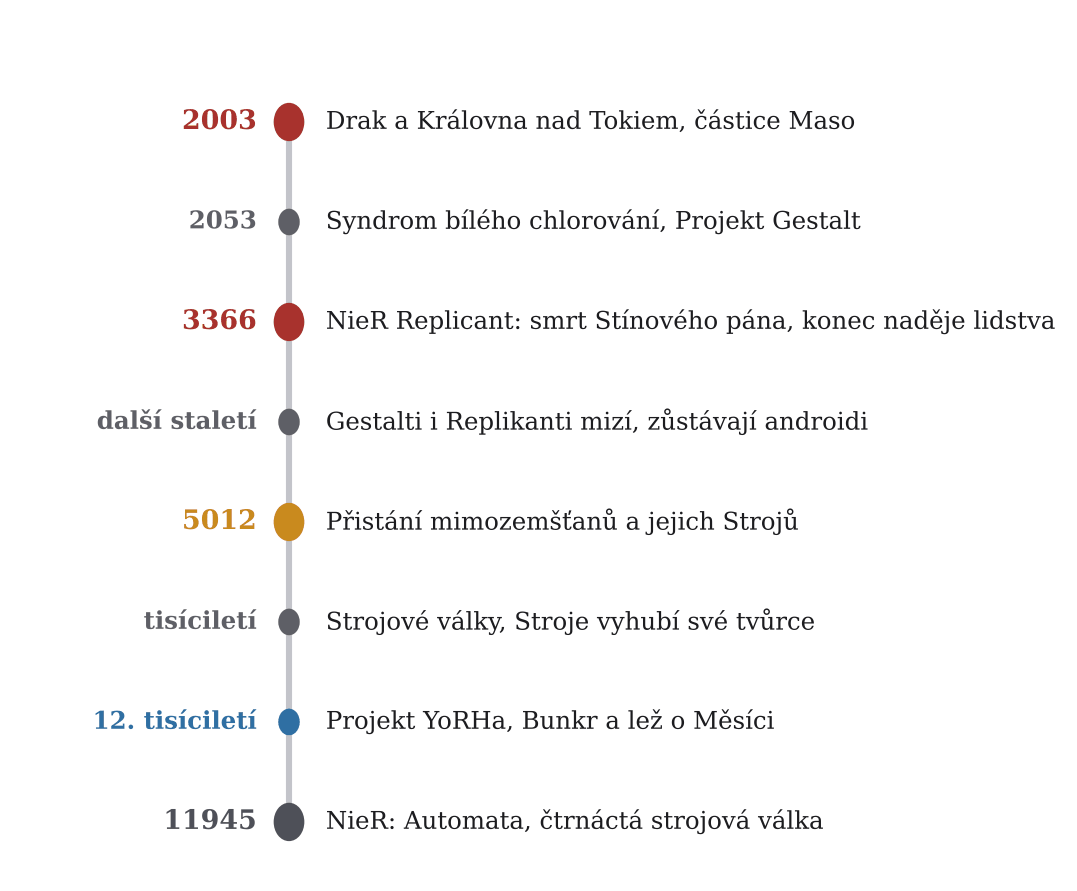 2003 Drak a Královna nad Tokiem, částice Maso
2053 Syndrom bílého chlorování, Projekt Gestalt
3366 NieR Replicant: smrt Stínového pána, konec naděje lidstva
další staletí Gestalti i Replikanti mizí, zůstávají androidi
5012 Přistání mimozemšťanů a jejich Strojů
tisíciletí Strojové války, Stroje vyhubí své tvůrce
12. tisíciletí Projekt YoRHa, Bunkr a lež o Měsíci
11945 NieR: Automata, čtrnáctá strojová válka